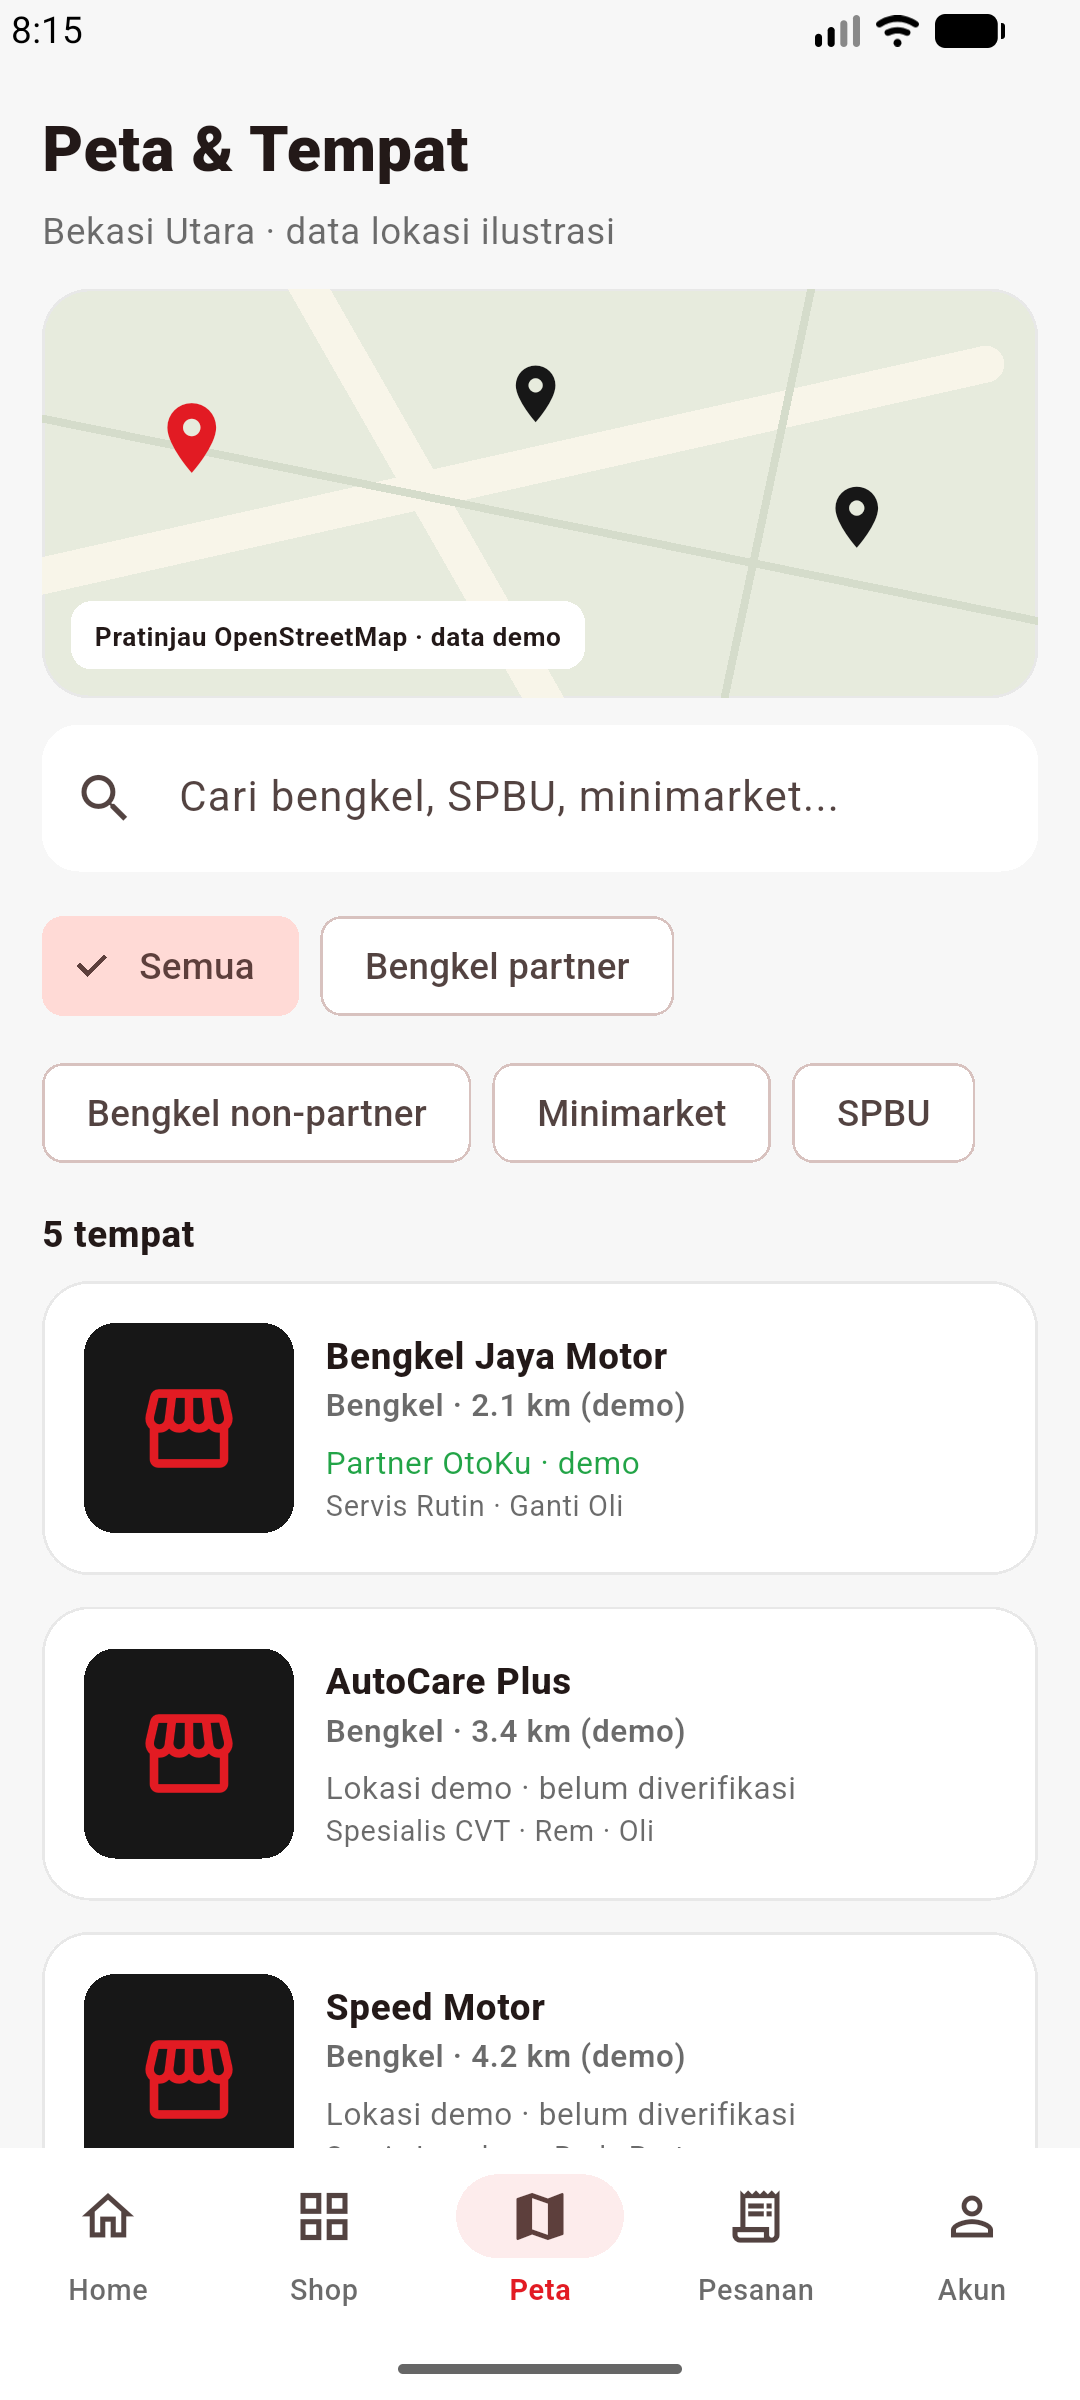 8:15
Peta & Tempat
Bekasi Utara · data lokasi ilustrasi
Pratinjau OpenStreetMap · data demo
Cari bengkel, SPBU, minimarket...
Semua
Bengkel partner
Bengkel non-partner
Minimarket
SPBU
5 tempat
Bengkel Jaya Motor
Bengkel · 2.1 km (demo)
Partner OtoKu · demo
Servis Rutin · Ganti Oli
AutoCare Plus
Bengkel · 3.4 km (demo)
Lokasi demo · belum diverifikasi
Spesialis CVT · Rem · Oli
Speed Motor
Bengkel · 4.2 km (demo)
Lokasi demo · belum diverifikasi
Home
Shop
Peta
Pesanan
Akun